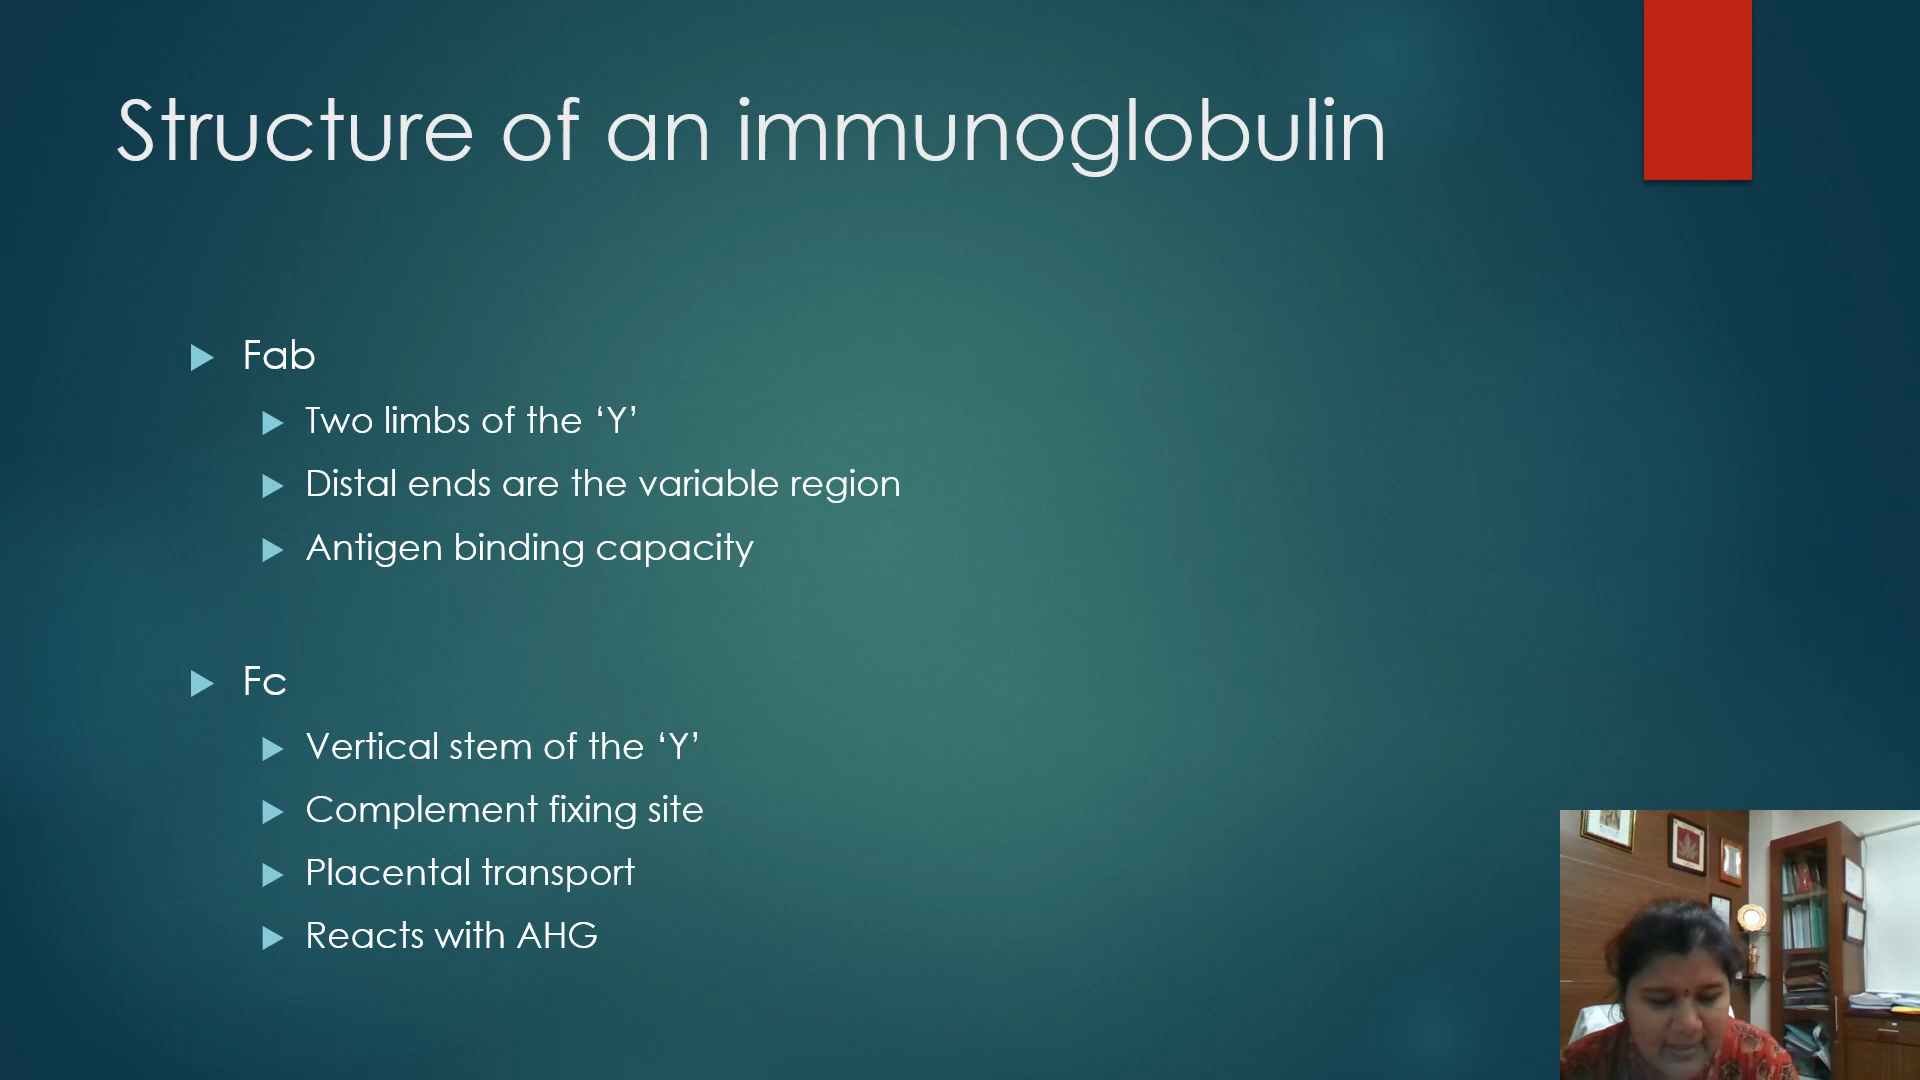 Structure of an immunoglobulin
Fab
Two limbs of the ‘Y’
Distal ends are the variable region
Antigen binding capacity
Fc
Vertical stem of the ‘Y’
Complement fixing site
Placental transport
Reacts with AHG